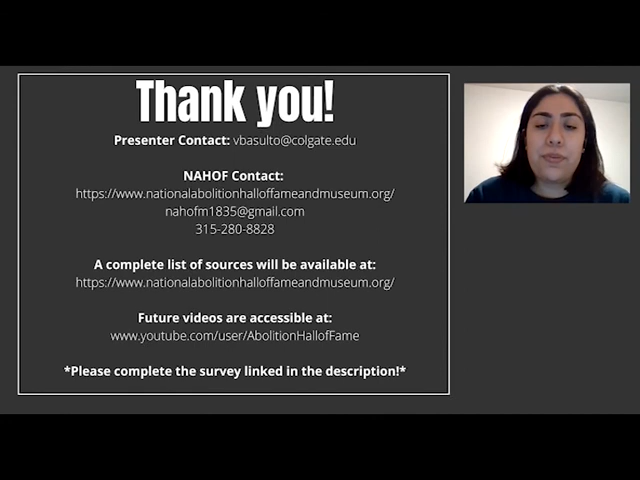 Thank you!
Presenter Contact: vbasulto@colgate.edu
NAHOF Contact:
https://www.nationalabolitionhalloffameandmuseum.org/
nahofm1835@gmail.com
315-280-8828
A complete list of sources will be available at:
https://www.nationalabolitionhalloffameandmuseum.org/
Future videos are accessible at:
www.youtube.com/user/AbolitionHallofFame
*Please complete the survey linked in the description!*